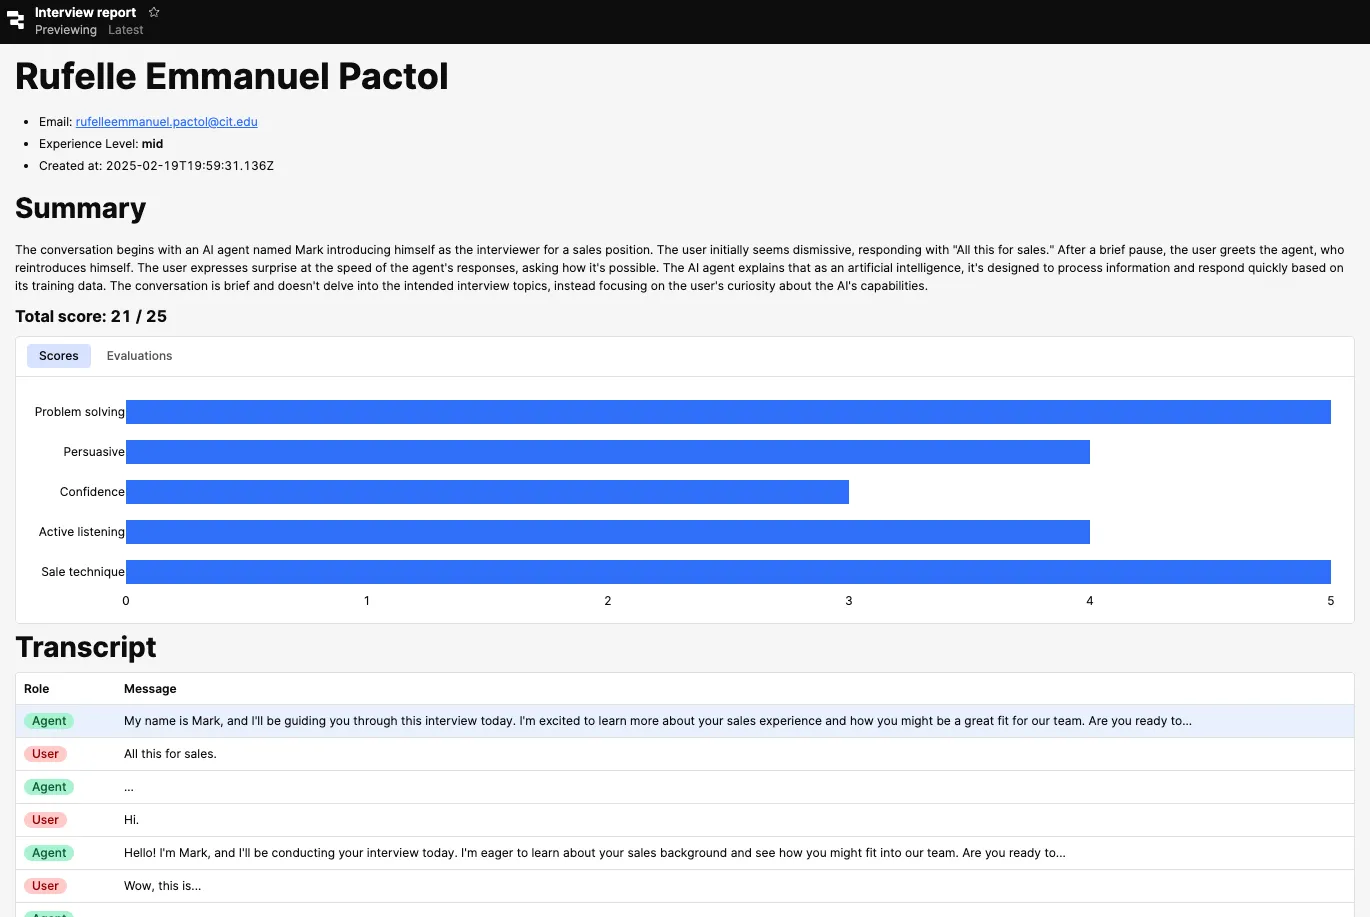 Interview report
Previewing Latest
Rufelle Emmanuel Pactol
• Email: rufelleemmanuel.pactol@cit.edu
• Experience Level: mid
• Created at: 2025-02-19T19:59:31.136Z
Summary
The conversation begins with an AI agent named Mark introducing himself as the interviewer for a sales position. The user initially seems dismissive, responding with "All this for sales." After a brief pause, the user greets the agent, who
reintroduces himself. The user expresses surprise at the speed of the agent's responses, asking how it's possible. The AI agent explains that as an artificial intelligence, it's designed to process information and respond quickly based on
its training data. The conversation is brief and doesn't delve into the intended interview topics, instead focusing on the user's curiosity about the AI's capabilities.
Total score: 21 / 25
Scores Evaluations
Problem solving
Persuasive
Confidence
Active listening
Sale technique
0 1 2 3 4 5
Transcript
Role Message
Agent My name is Mark, and I'll be guiding you through this interview today. I'm excited to learn more about your sales experience and how you might be a great fit for our team. Are you ready to...
User All this for sales.
Agent ...
User Hi.
Agent Hello! I'm Mark, and I'll be conducting your interview today. I'm eager to learn about your sales background and see how you might fit into our team. Are you ready to...
User Wow, this is...
Agent